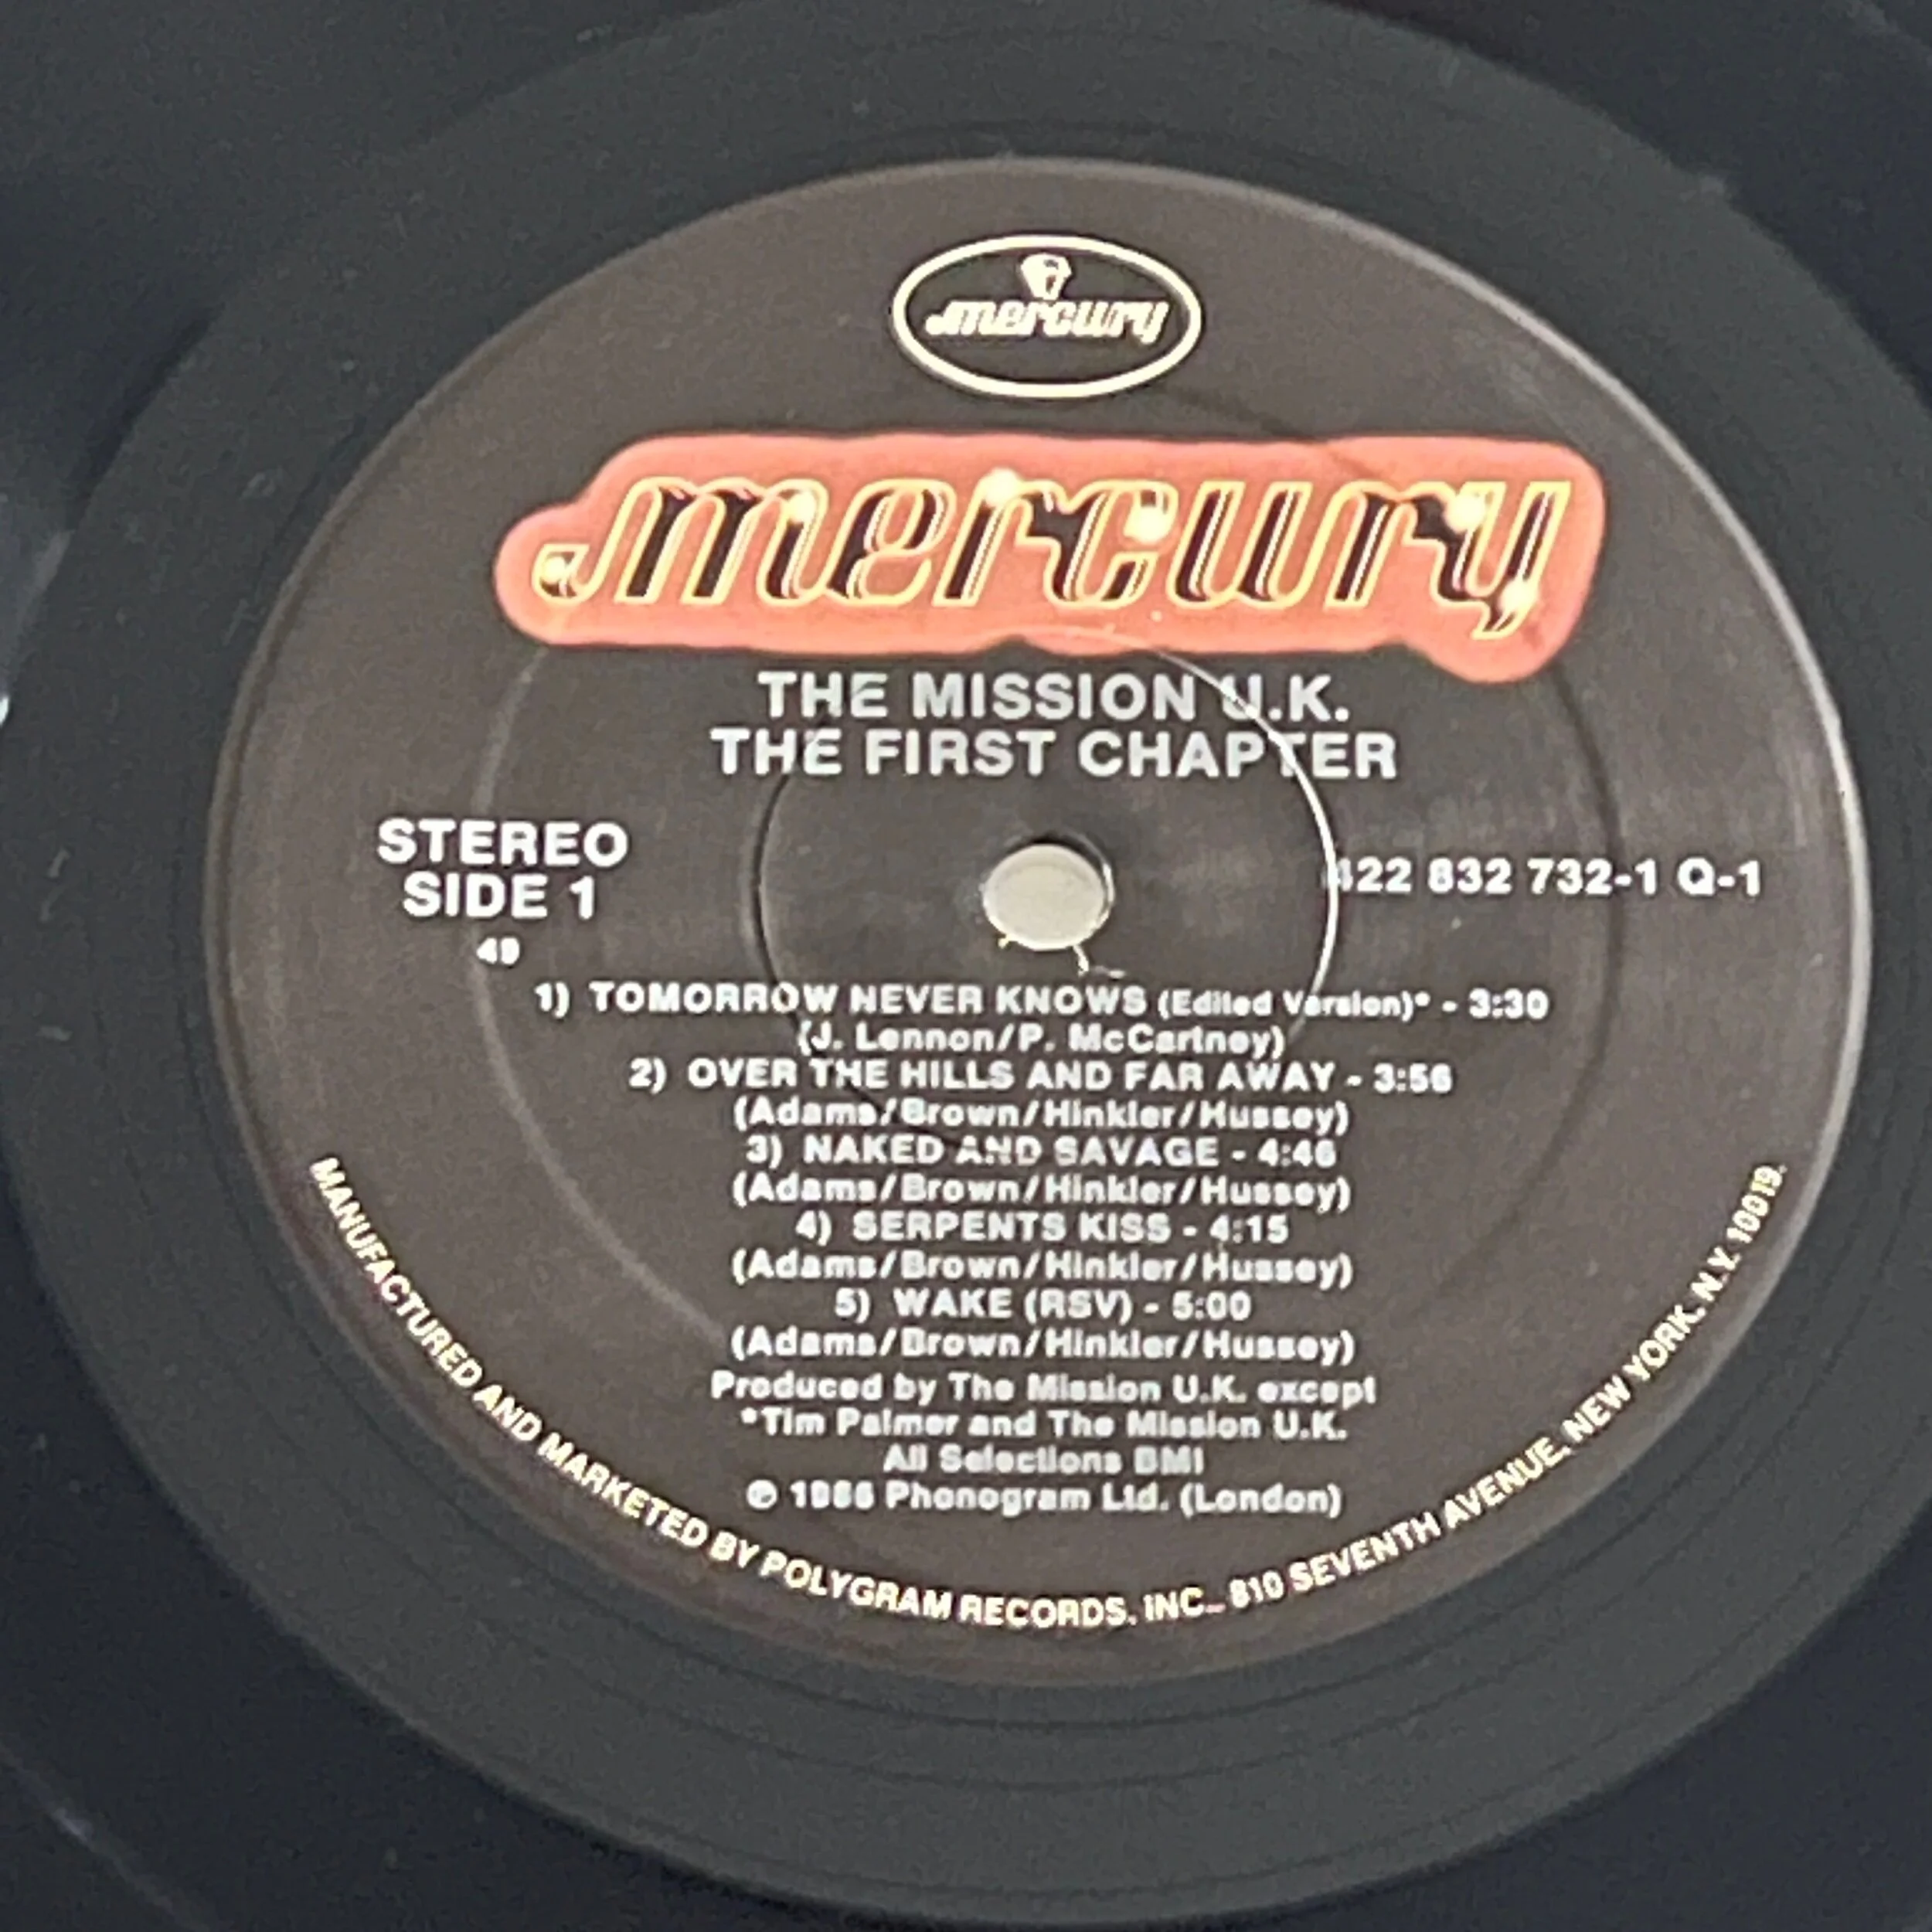 mercury
mercury
THE MISSION U.K.
THE FIRST CHAPTER
STEREO
SIDE 1
49
422 832 732-1 Q-1
1) TOMORROW NEVER KNOWS (Edited Version)* - 3:30
(J. Lennon/P. McCartney)
2) OVER THE HILLS AND FAR AWAY - 3:56
(Adams/Brown/Hinkler/Hussey)
3) NAKED AND SAVAGE - 4:46
(Adams/Brown/Hinkler/Hussey)
4) SERPENTS KISS - 4:15
(Adams/Brown/Hinkler/Hussey)
5) WAKE (RSV) - 5:00
(Adams/Brown/Hinkler/Hussey)
Produced by The Mission U.K. except
*Tim Palmer and The Mission U.K.
All Selections BMI
℗ 1986 Phonogram Ltd. (London)
MANUFACTURED AND MARKETED BY POLYGRAM RECORDS, INC., 810 SEVENTH AVENUE, NEW YORK, N.Y. 10019.